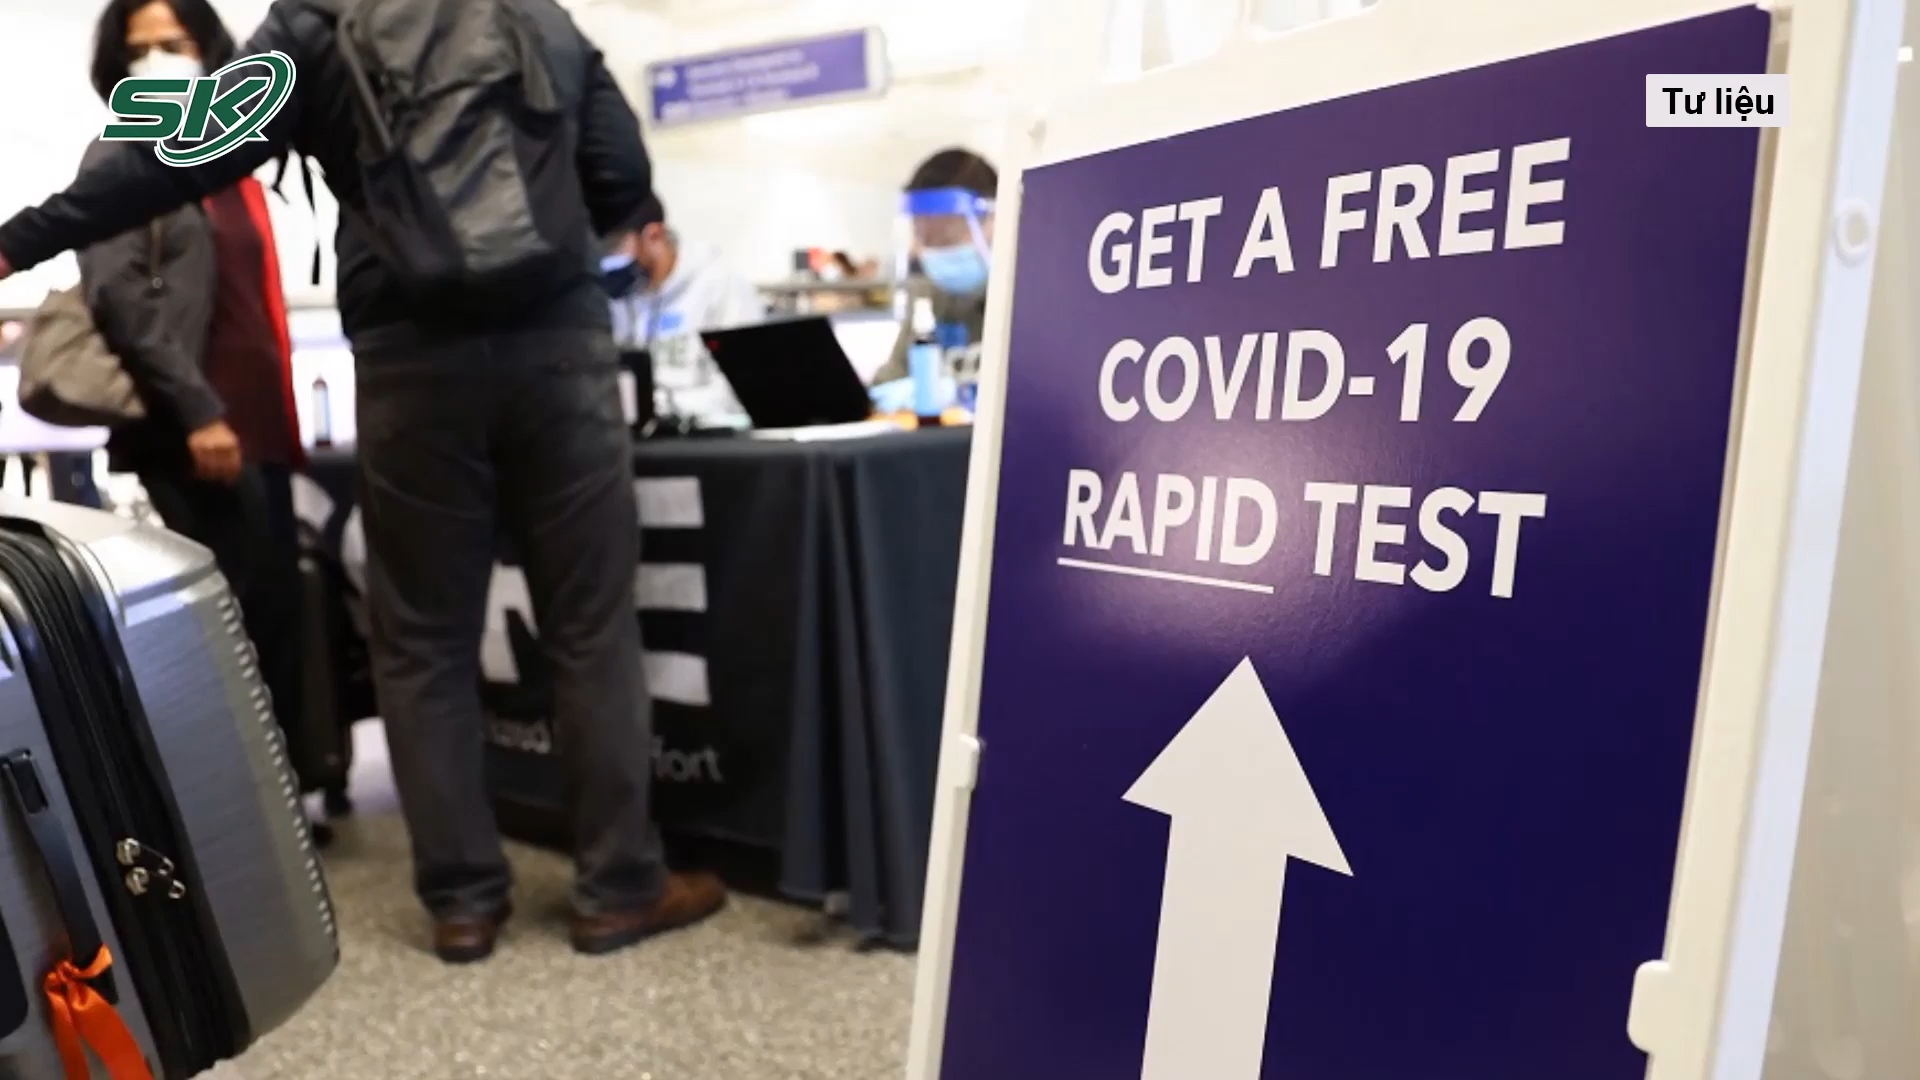 SK
Tư liệu
GET A FREE
COVID-19
RAPID TEST